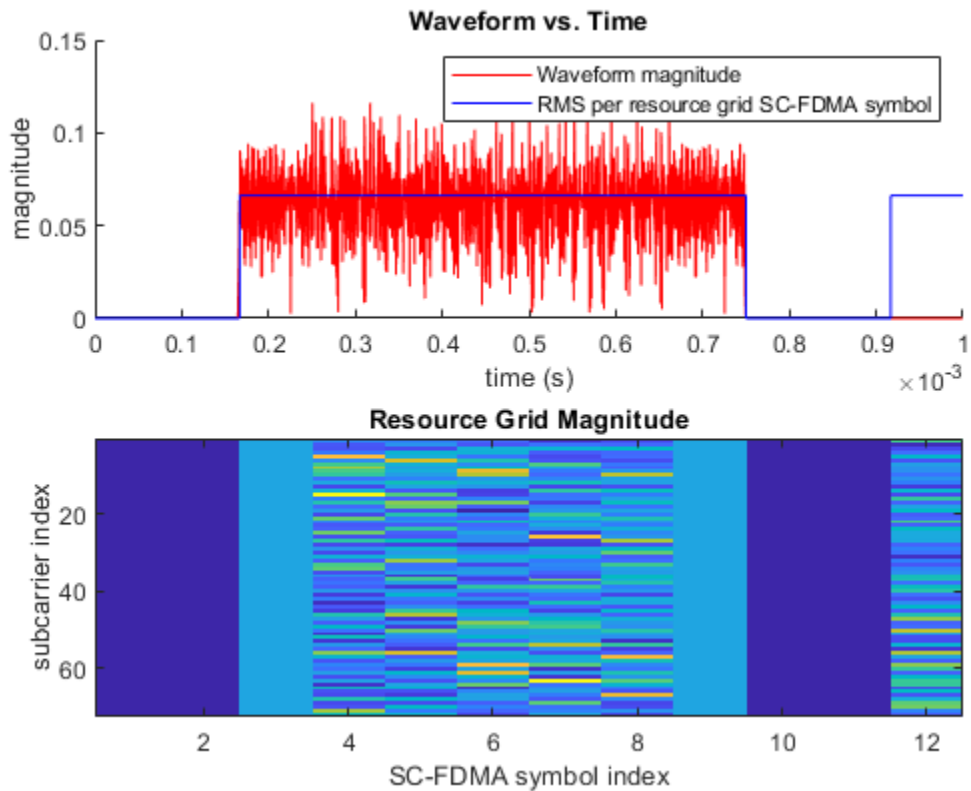 Waveform vs. Time
0.15
0.1
0.05
0
magnitude
Waveform magnitude
RMS per resource grid SC-FDMA symbol
0 0.1 0.2 0.3 0.4 0.5 0.6 0.7 0.8 0.9 1
time (s)
×10-3
Resource Grid Magnitude
20
40
60
subcarrier index
2 4 6 8 10 12
SC-FDMA symbol index